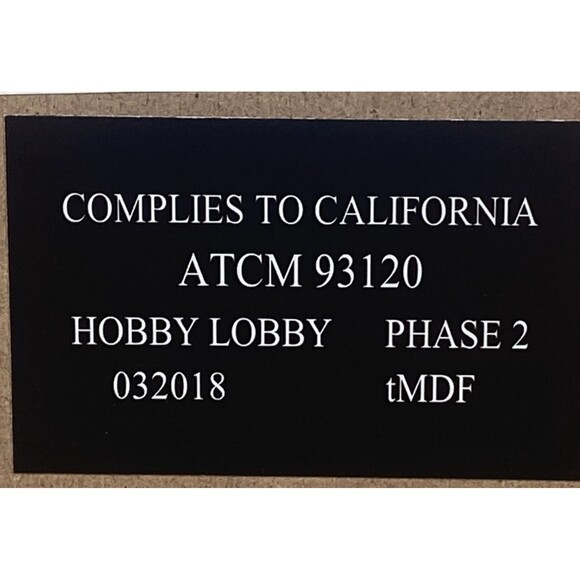 COMPLIES TO CALIFORNIA
ATCM 93120
HOBBY LOBBY PHASE 2
032018 tMDF